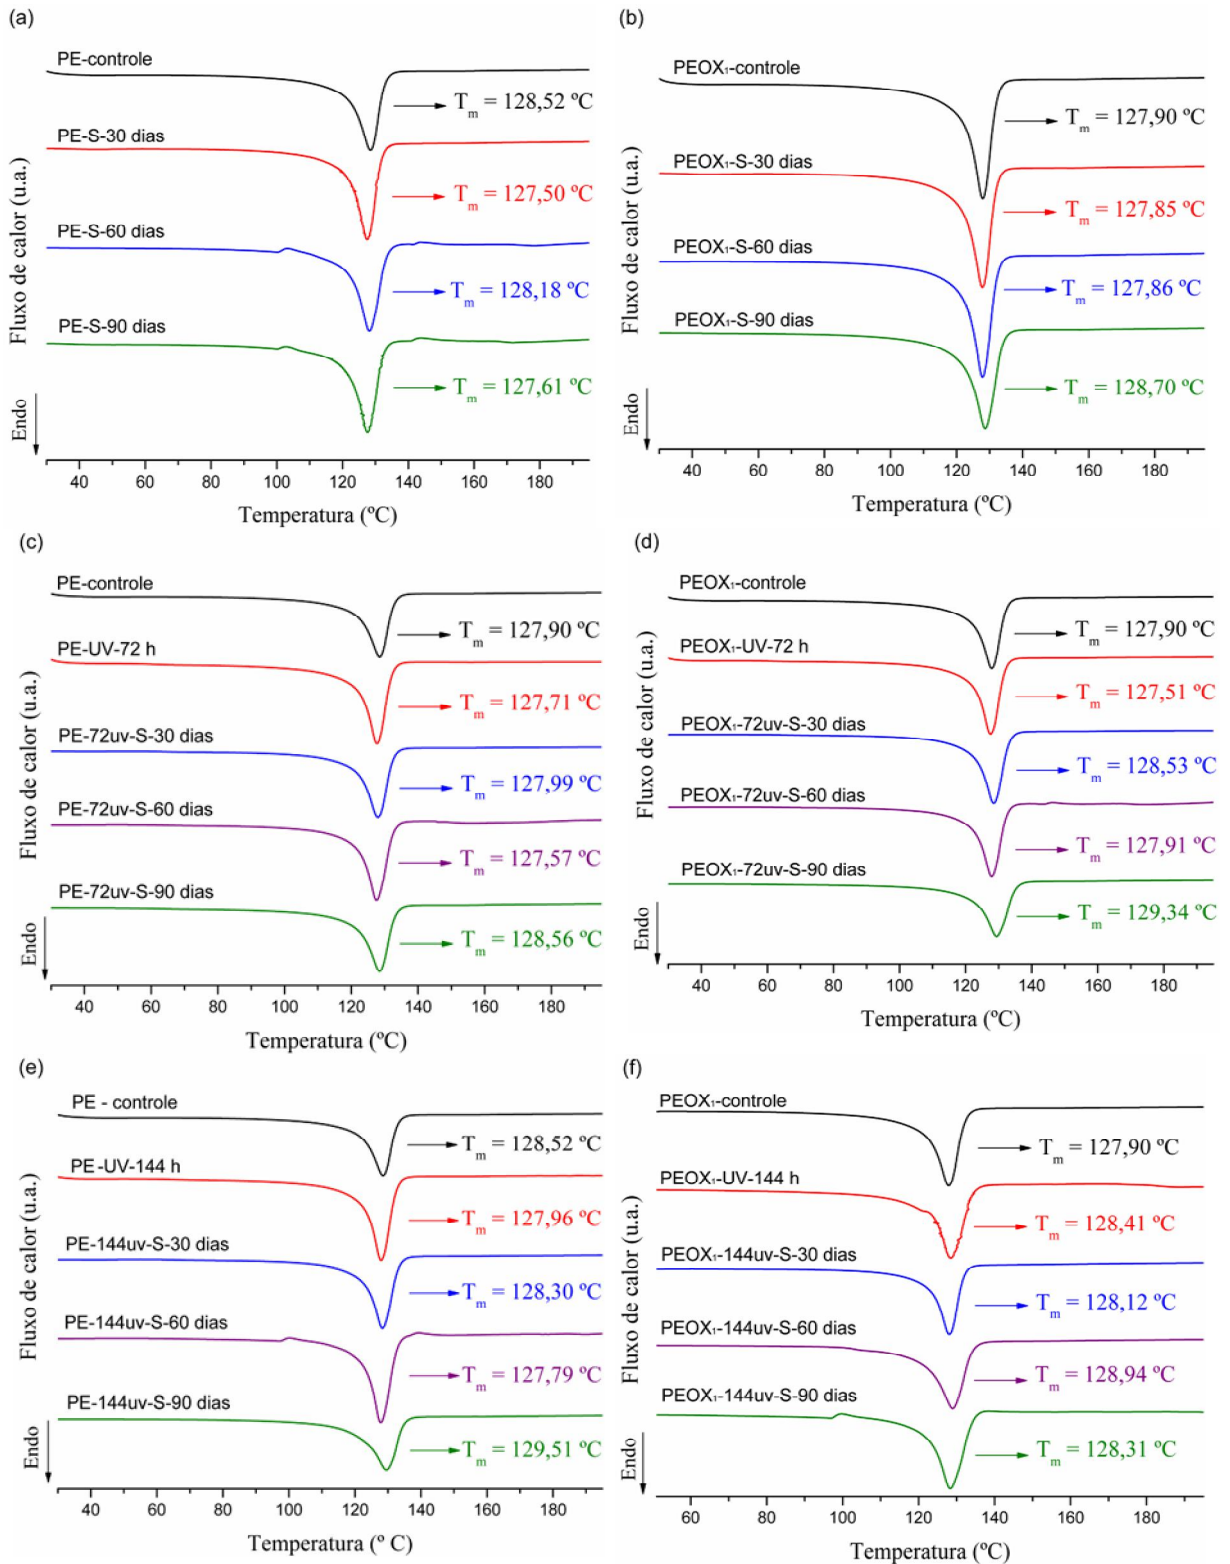 (a)
PE-controle
Tm = 128,52 ºC
PE-S-30 dias
Tm = 127,50 ºC
PE-S-60 dias
Tm = 128,18 ºC
PE-S-90 dias
Tm = 127,61 ºC
Fluxo de calor (u.a.)
Endo
40 60 80 100 120 140 160 180
Temperatura (ºC)
(b)
PEOX₁-controle
Tm = 127,90 ºC
PEOX₁-S-30 dias
Tm = 127,85 ºC
PEOX₁-S-60 dias
Tm = 127,86 ºC
PEOX₁-S-90 dias
Tm = 128,70 ºC
Fluxo de calor (u.a.)
Endo
40 60 80 100 120 140 160 180
Temperatura (ºC)
(c)
PE-controle
Tm = 127,90 ºC
PE-UV-72 h
Tm = 127,71 ºC
PE-72uv-S-30 dias
Tm = 127,99 ºC
PE-72uv-S-60 dias
Tm = 127,57 ºC
PE-72uv-S-90 dias
Tm = 128,56 ºC
Fluxo de calor (u.a.)
Endo
40 60 80 100 120 140 160 180
Temperatura (ºC)
(d)
PEOX₁-controle
Tm = 127,90 ºC
PEOX₁-UV-72 h
Tm = 127,51 ºC
PEOX₁-72uv-S-30 dias
Tm = 128,53 ºC
PEOX₁-72uv-S-60 dias
Tm = 127,91 ºC
PEOX₁-72uv-S-90 dias
Tm = 129,34 ºC
Fluxo de calor (u.a.)
Endo
40 60 80 100 120 140 160 180
Temperatura (ºC)
(e)
PE - controle
Tm = 128,52 ºC
PE -UV-144 h
Tm = 127,96 ºC
PE-144uv-S-30 dias
Tm = 128,30 ºC
PE-144uv-S-60 dias
Tm = 127,79 ºC
PE-144uv-S-90 dias
Tm = 129,51 ºC
Fluxo de calor (u.a.)
Endo
40 60 80 100 120 140 160 180
Temperatura (º C)
(f)
PEOX₁-controle
Tm = 127,90 ºC
PEOX₁-UV-144 h
Tm = 128,41 ºC
PEOX₁-144uv-S-30 dias
Tm = 128,12 ºC
PEOX₁-144uv-S-60 dias
Tm = 128,94 ºC
PEOX₁-144uv-S-90 dias
Tm = 128,31 ºC
Fluxo de calor (u.a.)
Endo
60 80 100 120 140 160 180
Temperatura (ºC)